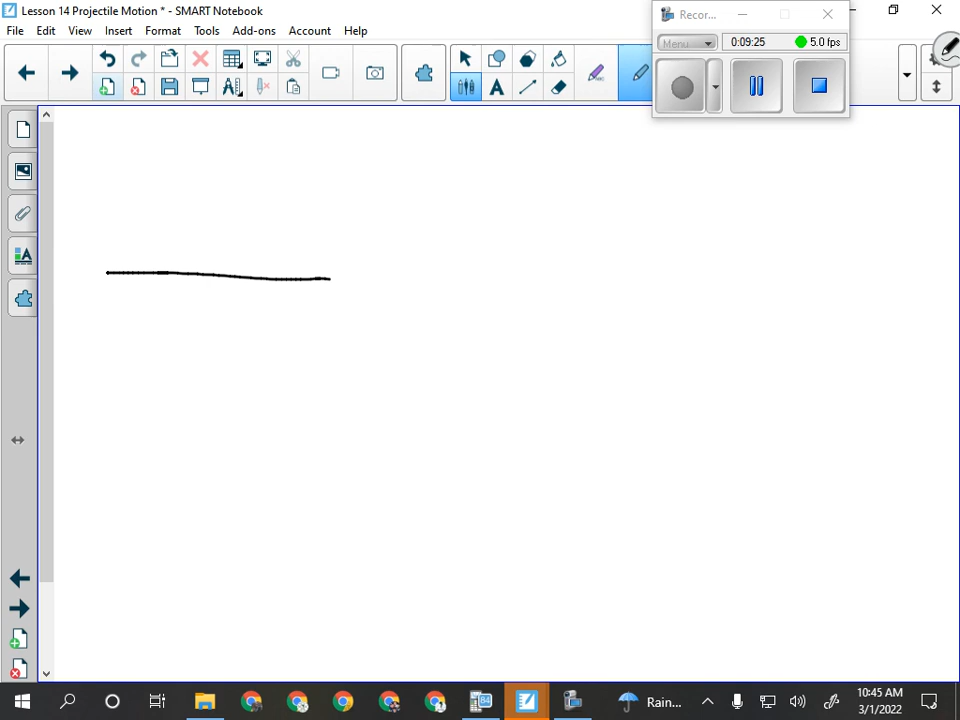 Lesson 14 Projectile Motion * - SMART Notebook
Recor...
File Edit View Insert Format Tools Add-ons Account Help
Menu 0:09:25 5.0 fps
Rain...
10:45 AM
3/1/2022